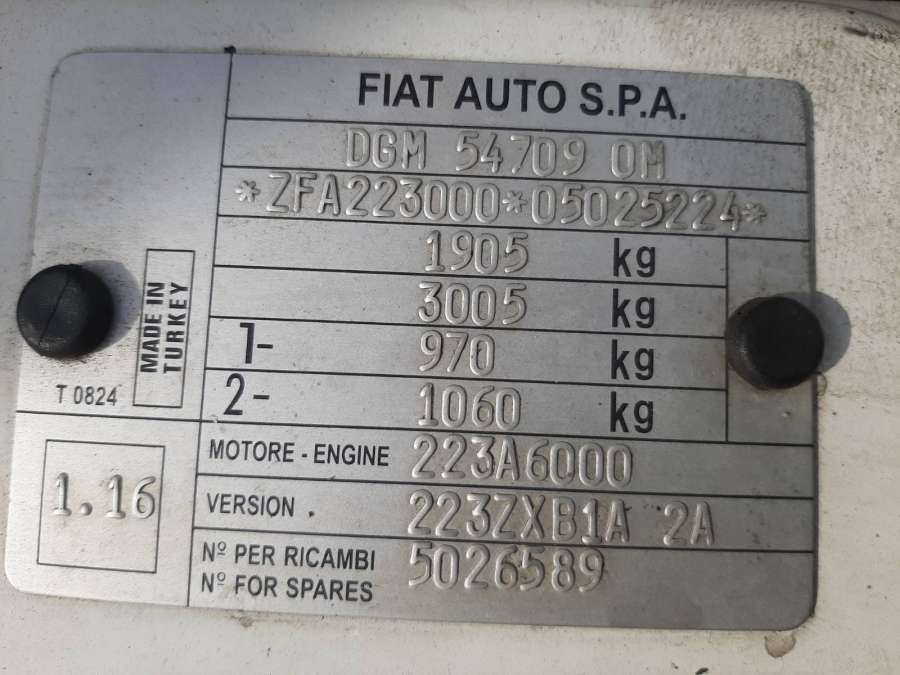 FIAT AUTO S.P.A.
DGM 54709 OM
*ZFA223000*05025224*
1905 kg
3005 kg
1- 970 kg
2- 1060 kg
MADE IN
TURKEY
T 0824
MOTORE - ENGINE 223A6000
1.16
VERSION . 223ZXB1A 2A
Nº PER RICAMBI 5026589
Nº FOR SPARES